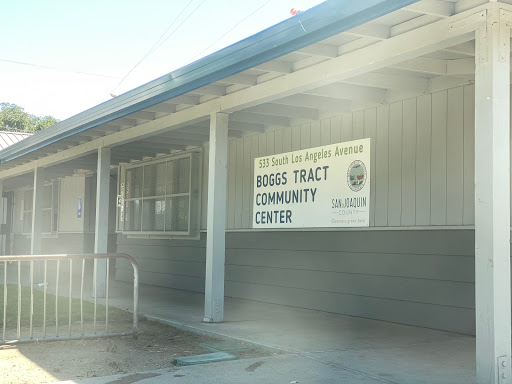 533 South Los Angeles Avenue
BOGGS TRACT
COMMUNITY
CENTER
SAN JOAQUIN
COUNTY